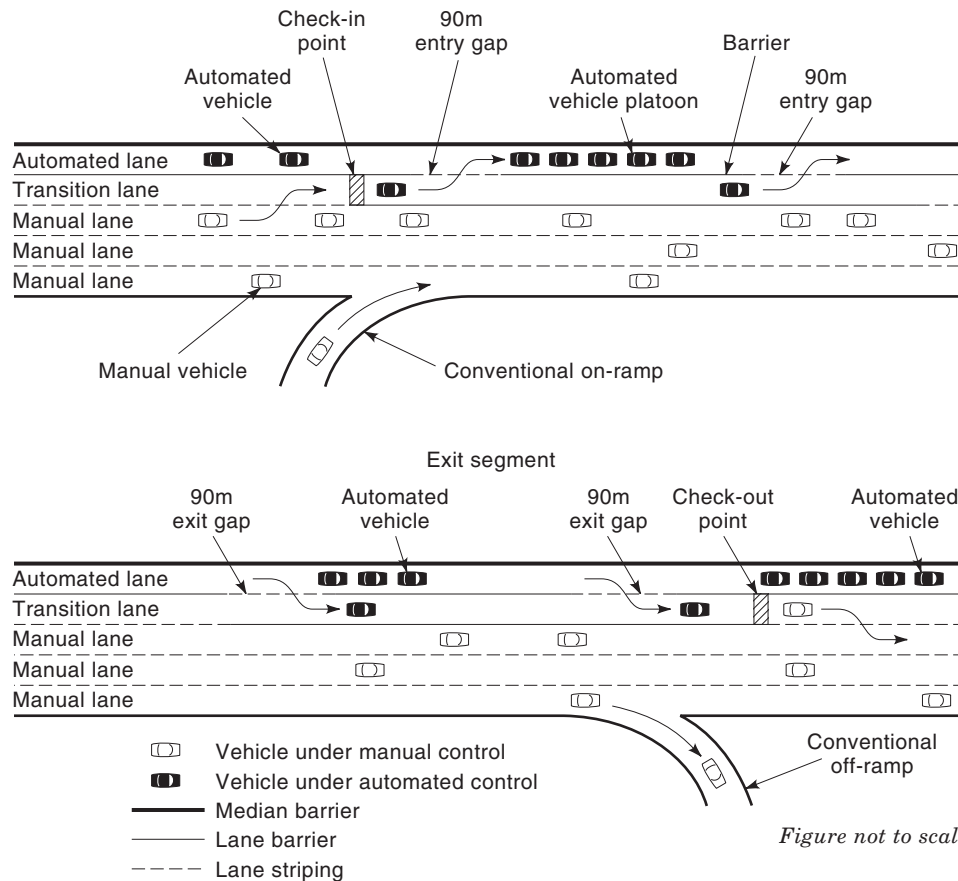 Check-in
point
90m
entry gap
Barrier
90m
entry gap
Automated
vehicle
Automated
vehicle platoon
Automated lane
Transition lane
Manual lane
Manual lane
Manual lane
Manual vehicle
Conventional on-ramp
Exit segment
90m
exit gap
Automated
vehicle
90m
exit gap
Check-out
point
Automated
vehicle
Automated lane
Transition lane
Manual lane
Manual lane
Manual lane
Conventional
off-ramp
Vehicle under manual control
Vehicle under automated control
Median barrier
Lane barrier
Lane striping
Figure not to scal